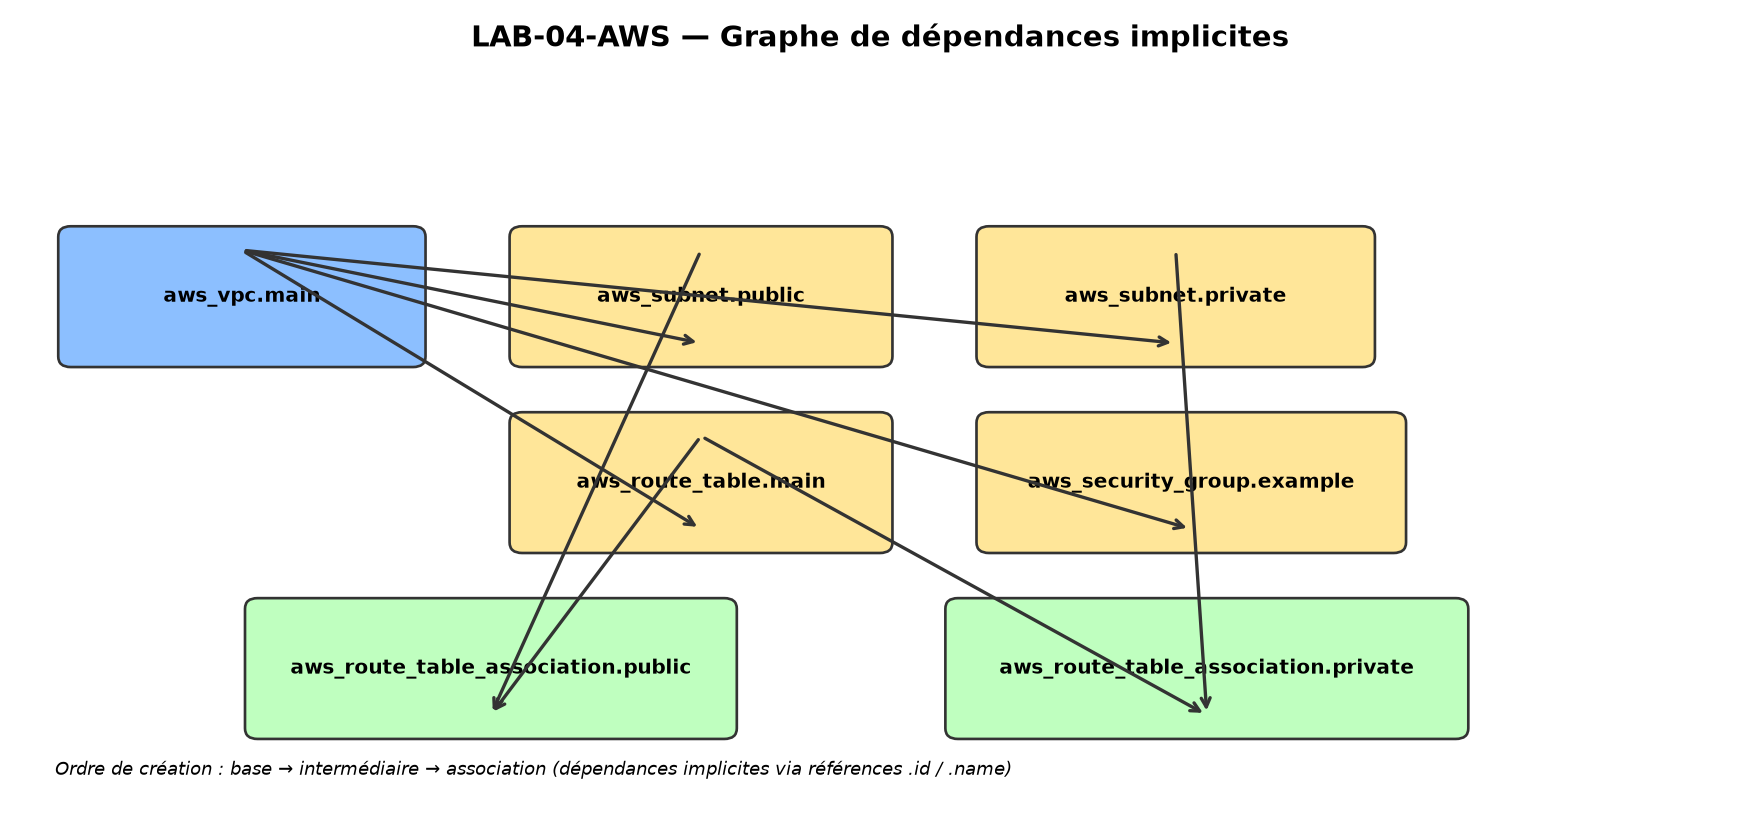 LAB-04-AWS — Graphe de dépendances implicites
aws_vpc.main
aws_subnet.public
aws_subnet.private
aws_route_table.main
aws_security_group.example
aws_route_table_association.public
aws_route_table_association.private
Ordre de création : base → intermédiaire → association (dépendances implicites via références .id / .name)